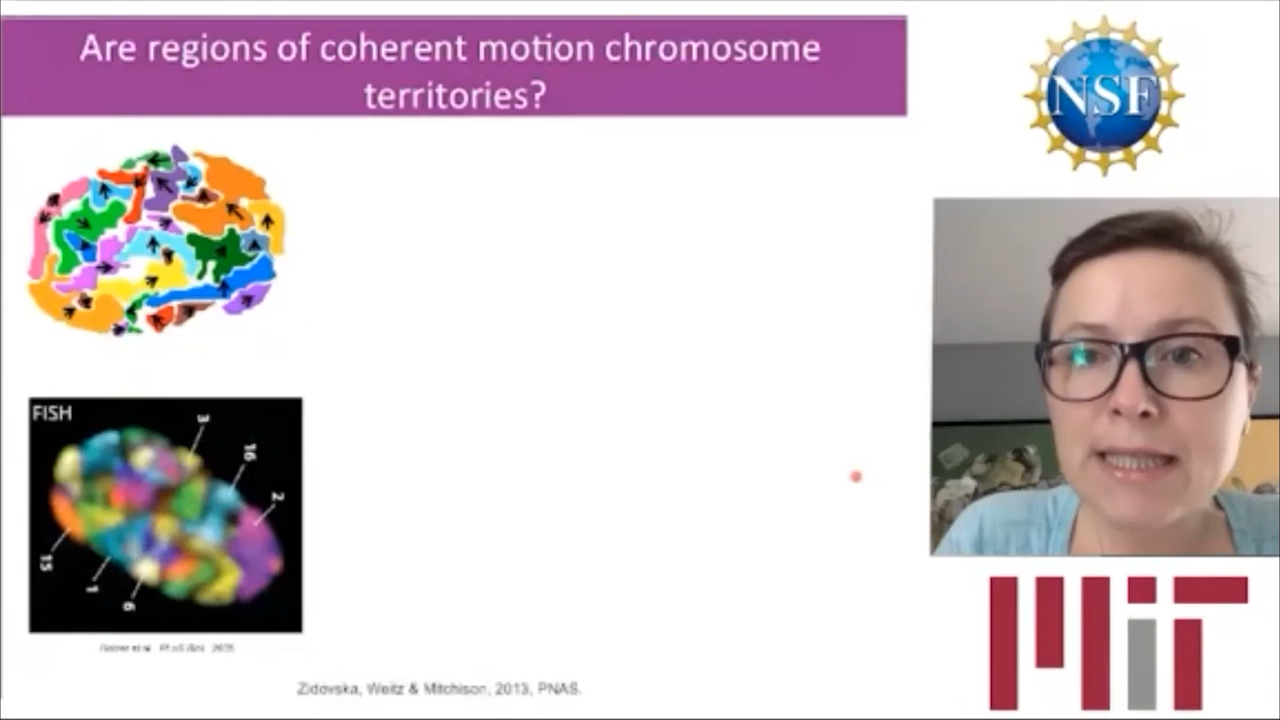 Are regions of coherent motion chromosome
territories?
NSF
FISH
3
16
2
15
1
6
Zidovska, Weitz & Mitchison, 2013, PNAS.
MIT